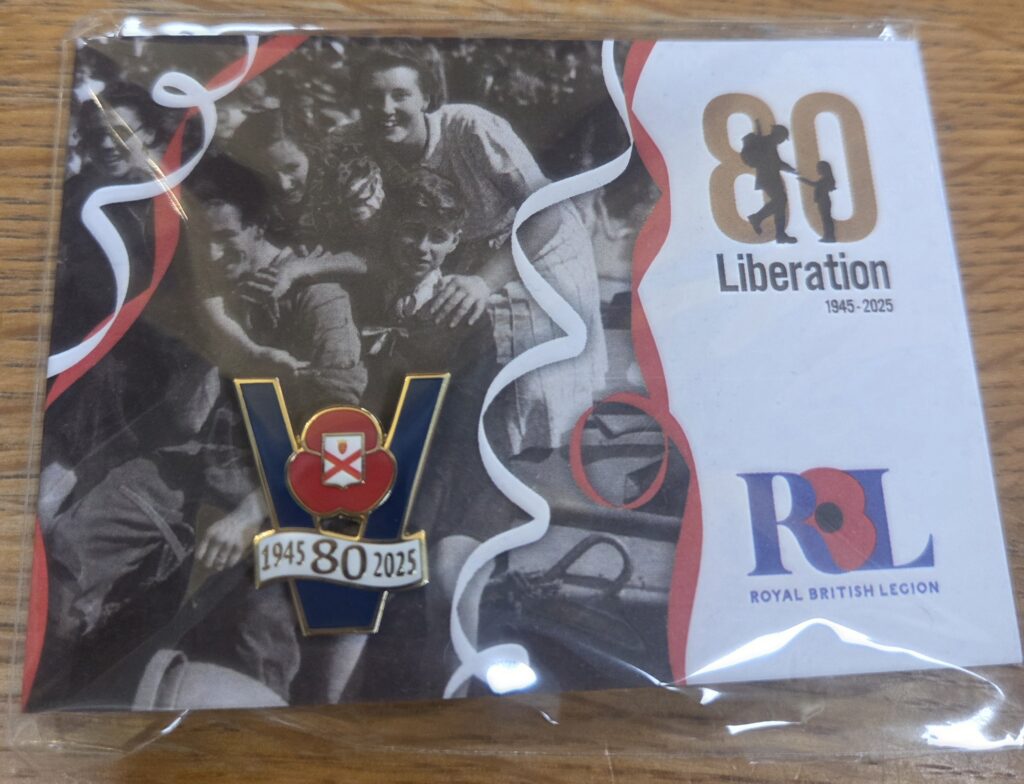 80
Liberation
1945-2025
1945 80 2025
RBL
ROYAL BRITISH LEGION